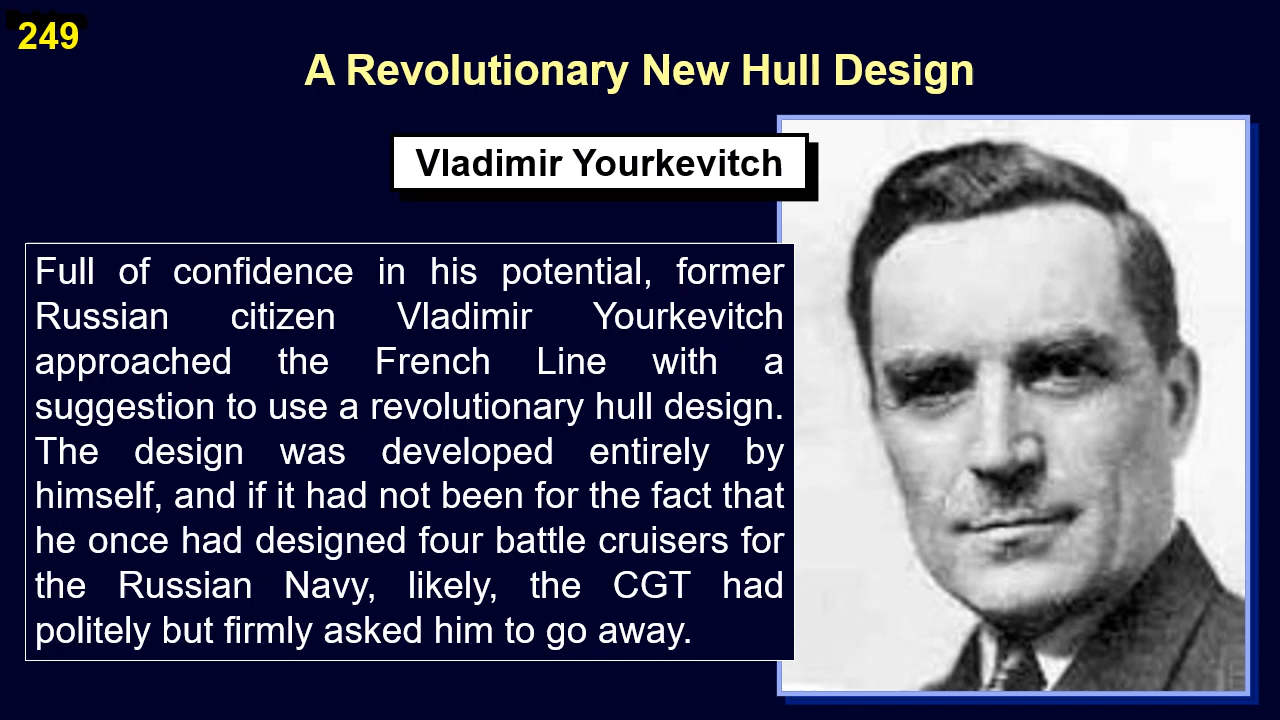 249
A Revolutionary New Hull Design
Vladimir Yourkevitch
Full of confidence in his potential, former
Russian citizen Vladimir Yourkevitch
approached the French Line with a
suggestion to use a revolutionary hull design.
The design was developed entirely by
himself, and if it had not been for the fact that
he once had designed four battle cruisers for
the Russian Navy, likely, the CGT had
politely but firmly asked him to go away.